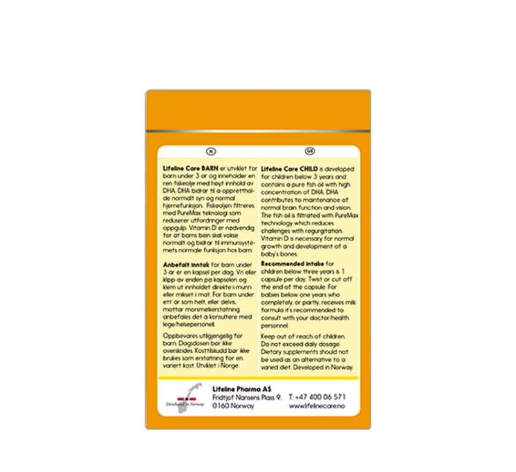 N
Lifeline Care BARN er utviklet for
barn under 3 år og inneholder en
ren fiskeolje med høyt innhold av
DHA. DHA bidrar til å oppretthol-
de normalt syn og normal
hjernefunksjon. Fiskeoljen filtreres
med PureMax teknologi som
reduserer utfordringer med
oppgulp. Vitamin D er nødvendig
for at barns bein skal vokse
normalt og bidrar til immunsyste-
mets normale funksjon hos barn.
Anbefalt inntak for barn under
3 år er en kapsel per dag. Vri eller
klipp av enden på kapselen og
klem ut innholdet direkte i munn
eller mikset i mat. For barn under
ett år som helt, eller delvis,
mottar morsmelkerstatning
anbefales det å konsultere med
lege/helsepersonell.
Oppbevares utilgjengelig for
barn. Dagsdosen bør ikke
overskrides. Kosttilskudd bør ikke
brukes som erstatning for en
variert kost. Utviklet i Norge.
GB
Lifeline Care CHILD is developed
for children below 3 years and
contains a pure fish oil with high
concentration of DHA. DHA
contributes to maintenance of
normal brain function and vision.
The fish oil is filtrated with PureMax
technology which reduces
challenges with regurgitation.
Vitamin D is necessary for normal
growth and development of a
baby's bones.
Recommended intake for
children below three years is 1
capsule per day. Twist or cut off
the end of the capsule. For
babies below one years who
completely, or partly, receives milk
formula it's recommended to
consult with your doctor/health
personnel.
Keep out of reach of children.
Do not exceed daily dosage.
Dietary supplements should not
be used as an alternative to a
varied diet. Developed in Norway.
Developed in Norway
Lifeline Pharma AS
Fridtjof Nansens Plass 9,
0160 Norway
T: +47 400 06 571
www.lifelinecare.no